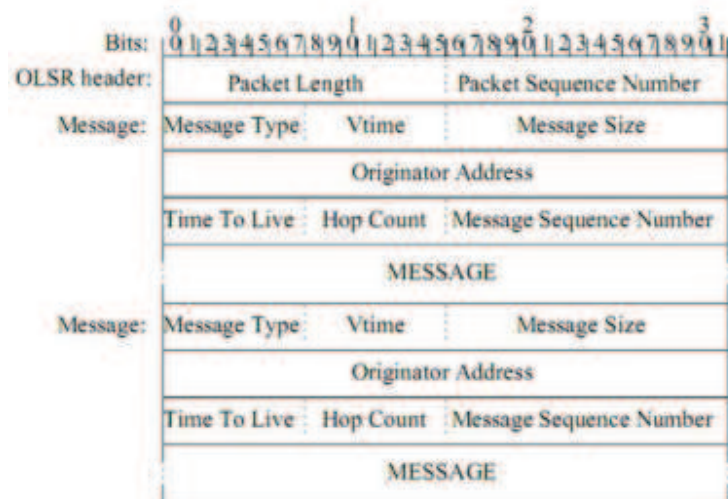 0 1 2 3
Bits: 0 1 2 3 4 5 6 7 8 9 0 1 2 3 4 5 6 7 8 9 0 1 2 3 4 5 6 7 8 9 0 1
OLSR header: Packet Length Packet Sequence Number
Message: Message Type Vtime Message Size
Originator Address
Time To Live Hop Count Message Sequence Number
MESSAGE
Message: Message Type Vtime Message Size
Originator Address
Time To Live Hop Count Message Sequence Number
MESSAGE